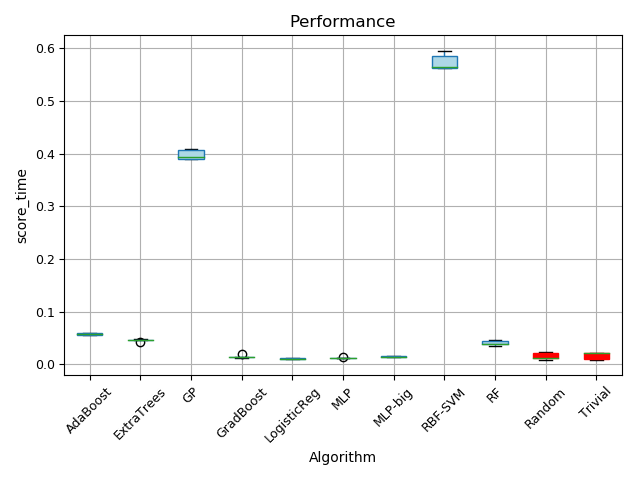 Performance
score_time
0.6
0.5
0.4
0.3
0.2
0.1
0.0
AdaBoost
ExtraTrees
GP
GradBoost
LogisticReg
MLP
MLP-big
RBF-SVM
RF
Random
Trivial
Algorithm